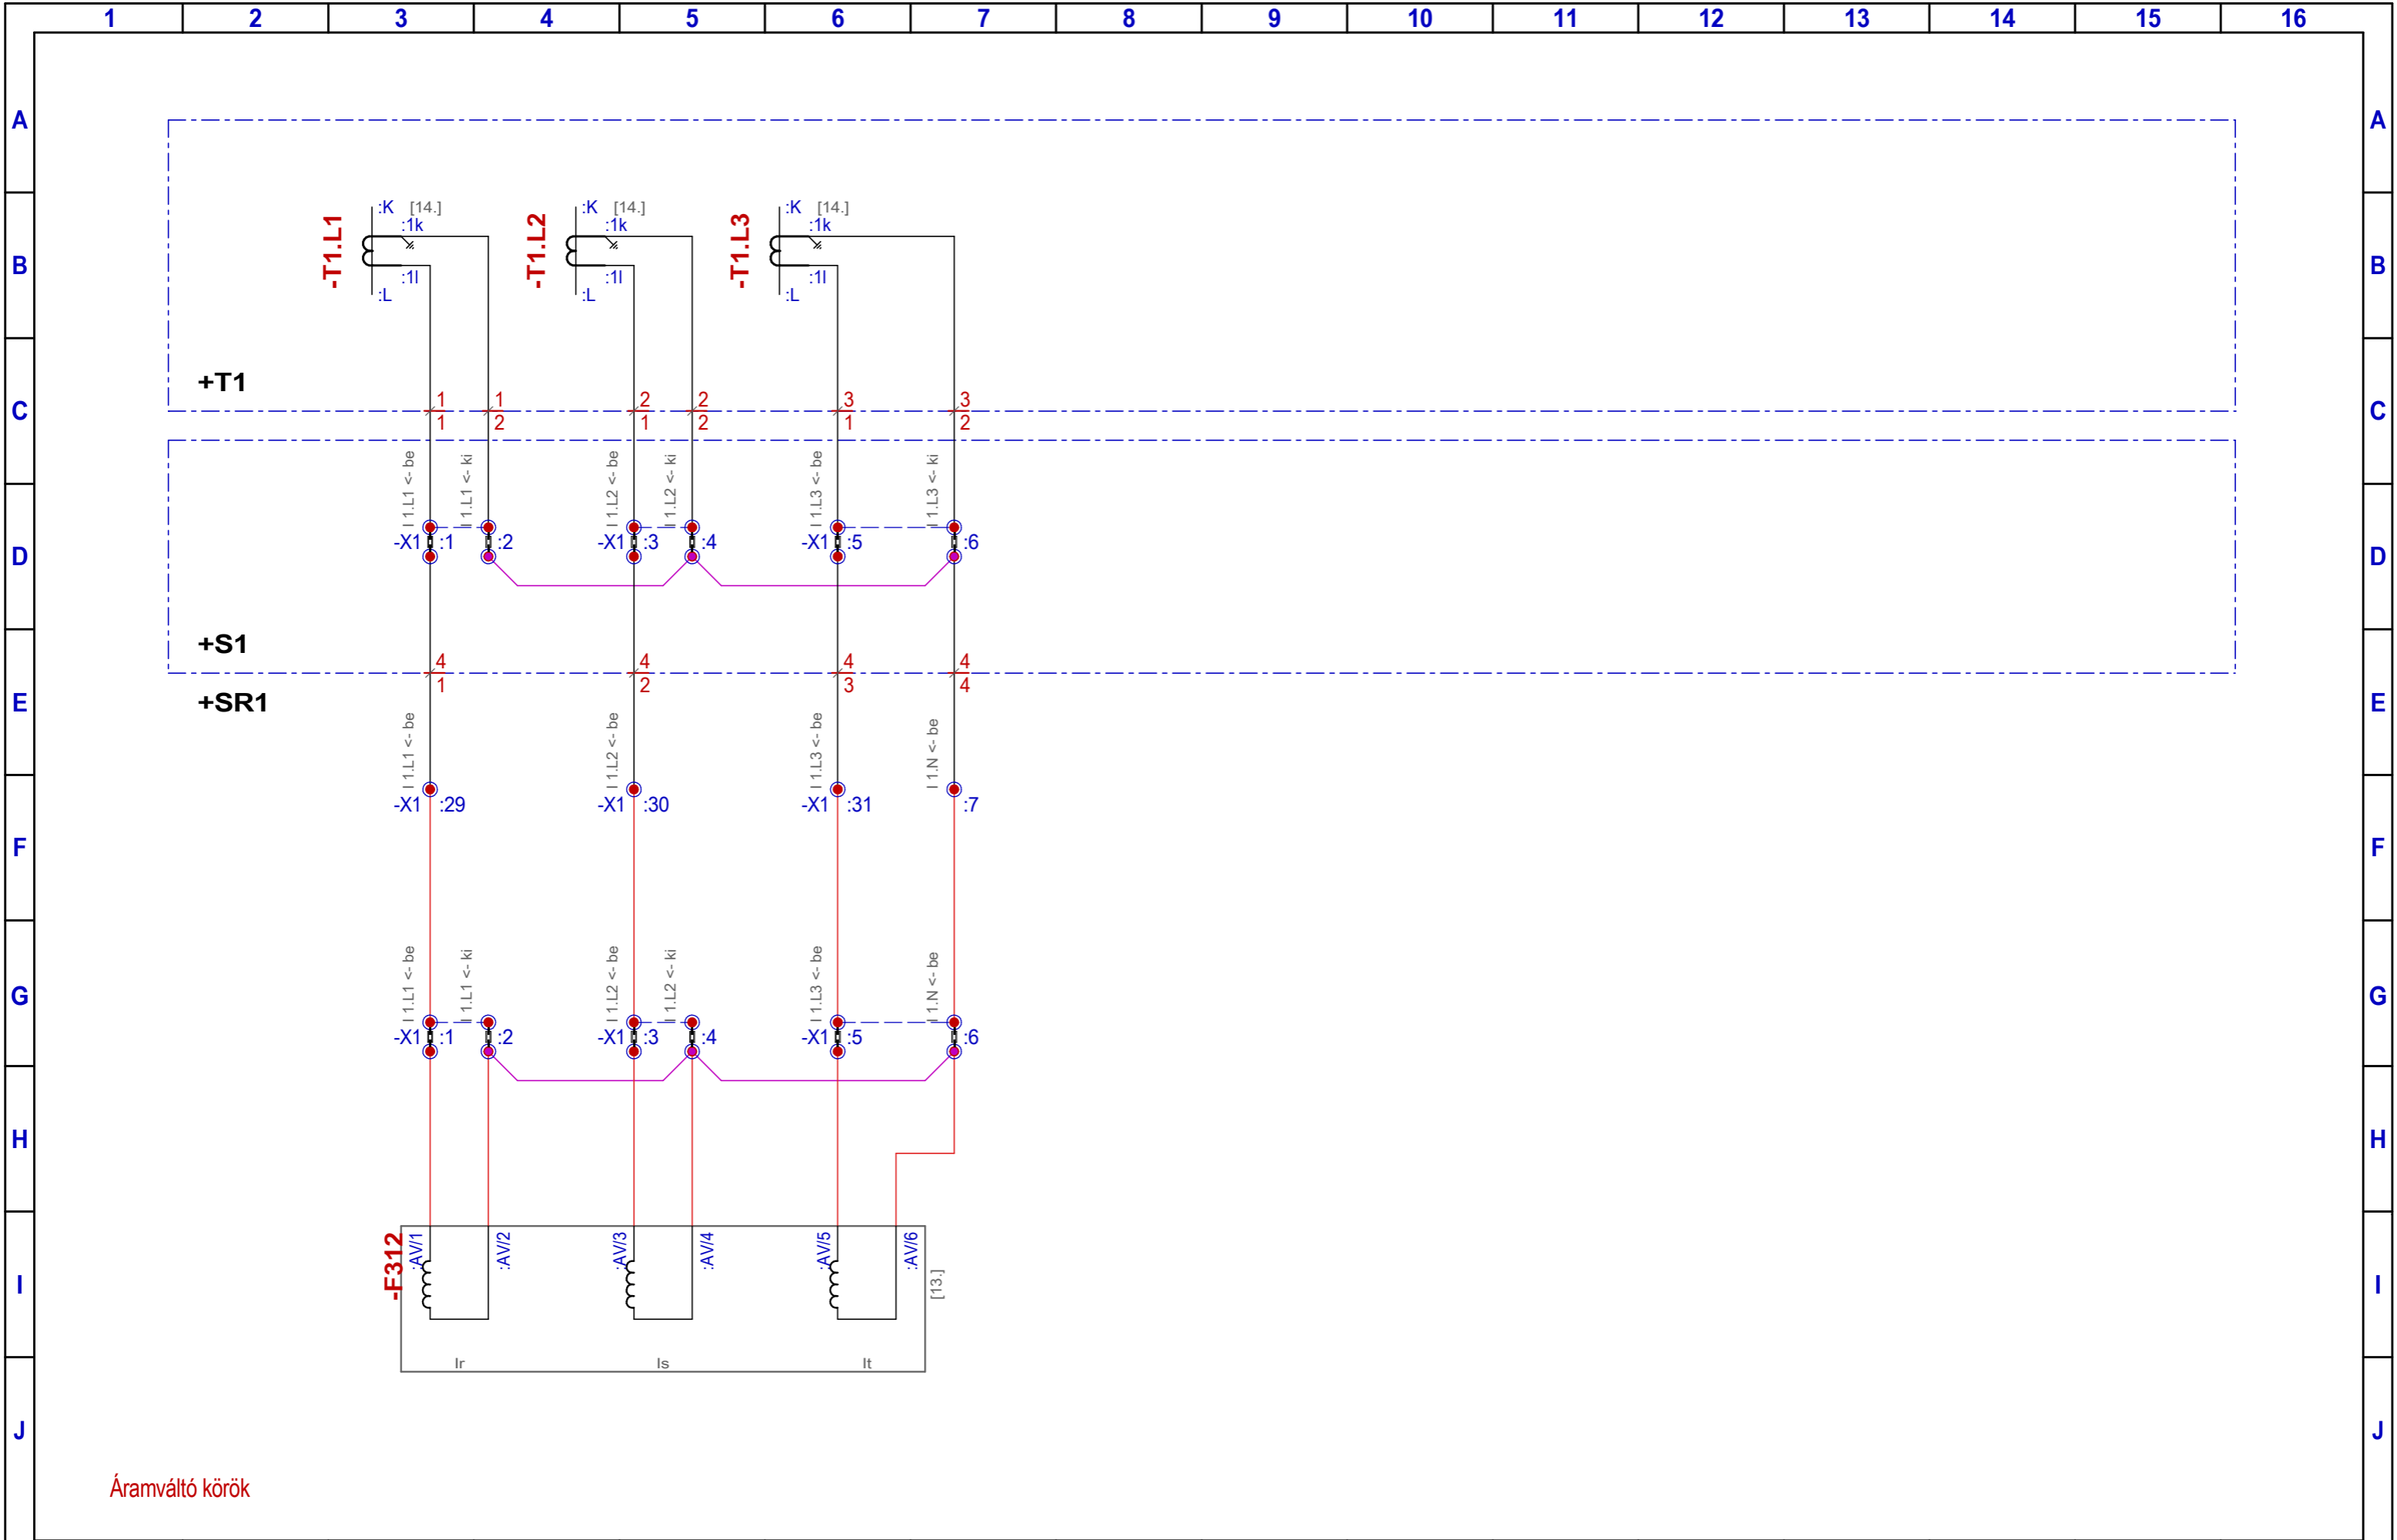 1 2 3 4 5 6 7 8 9 10 11 12 13 14 15 16
A A
:K [14.] :K [14.] :K [14.]
:1k :1k :1k
-T1.L1 -T1.L2 -T1.L3
B B
:1l :1l :1l
:L :L :L
+T1
1 1 2 2 3 3
C C
1 2 1 2 1 2
I 1.L1 <- be I 1.L1 <- ki I 1.L2 <- be I 1.L2 <- ki I 1.L3 <- be I 1.L3 <- ki
-X1 :1 :2 -X1 :3 :4 -X1 :5 :6
D D
+S1
4 4 4 4
1 2 3 4
+SR1
E E
I 1.L1 <- be I 1.L2 <- be I 1.L3 <- be I 1.N <- be
-X1 :29 -X1 :30 -X1 :31 :7
F F
I 1.L1 <- be I 1.L1 <- ki I 1.L2 <- be I 1.L2 <- ki I 1.L3 <- be I 1.N <- be
G G
-X1 :1 :2 -X1 :3 :4 -X1 :5 :6
H H
:AV/1 :AV/2 :AV/3 :AV/4 :AV/5 :AV/6
-F312
I I
[13.]
Ir Is It
J J
Áramváltó körök